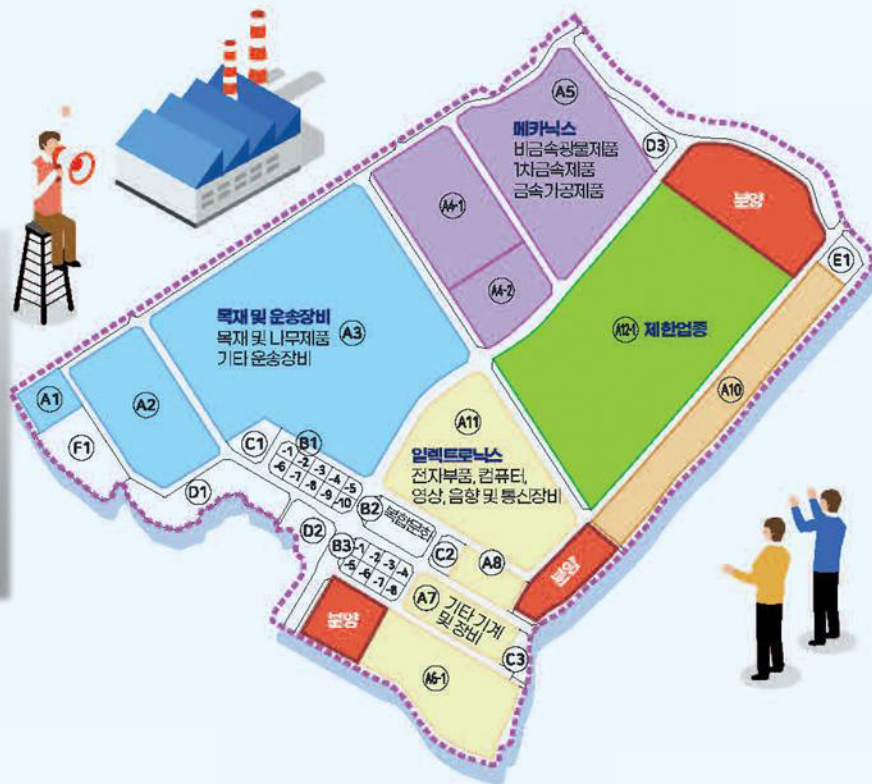 A5
메카닉스
비금속광물제품
1차금속제품
금속가공제품
D3
분양
E1
A4-1
A4-2
목재 및 운송장비
목재 및 나무제품
기타 운송장비
A3
A12-1 제한업종
A10
A1
A2
F1
C1
D1
B1
-1 -2 -3 -4 -5
-6 -7 -8 -9 -10
B2
복합문화
A11
일렉트로닉스
전자부품, 컴퓨터,
영상, 음향 및 통신장비
D2
B3
-1 -2 -3 -4
-5 -6 -7 -8
C2
A8
분양
A7
기타 기계
및 장비
분양
C3
A6-1